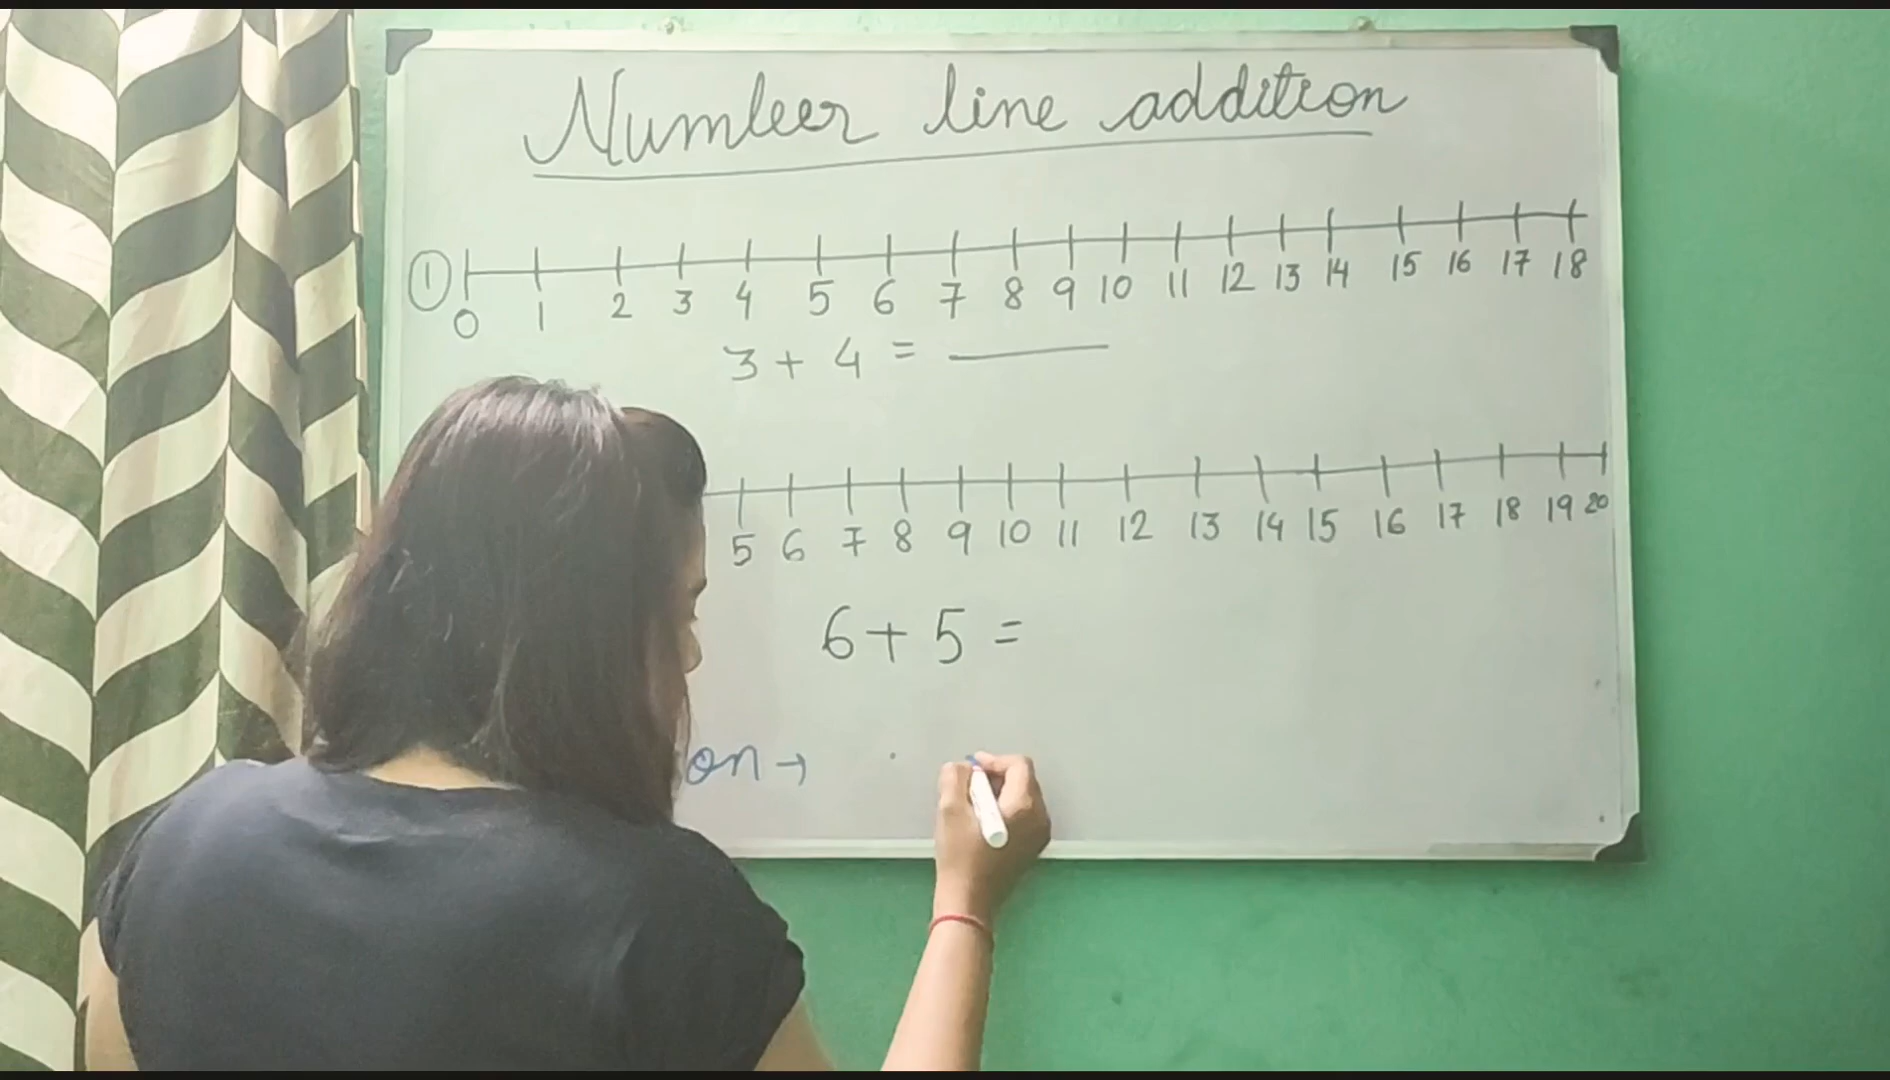 Number line addition
① 0 1 2 3 4 5 6 7 8 9 10 11 12 13 14 15 16 17 18
3 + 4 = ______
5 6 7 8 9 10 11 12 13 14 15 16 17 18 19 20
6 + 5 =
on →